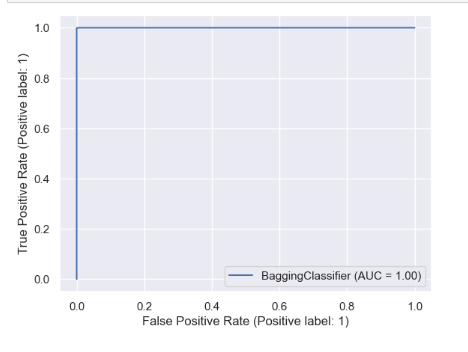 1.0
0.8
0.6
0.4
0.2
0.0
True Positive Rate (Positive label: 1)
BaggingClassifier (AUC = 1.00)
0.0 0.2 0.4 0.6 0.8 1.0
False Positive Rate (Positive label: 1)